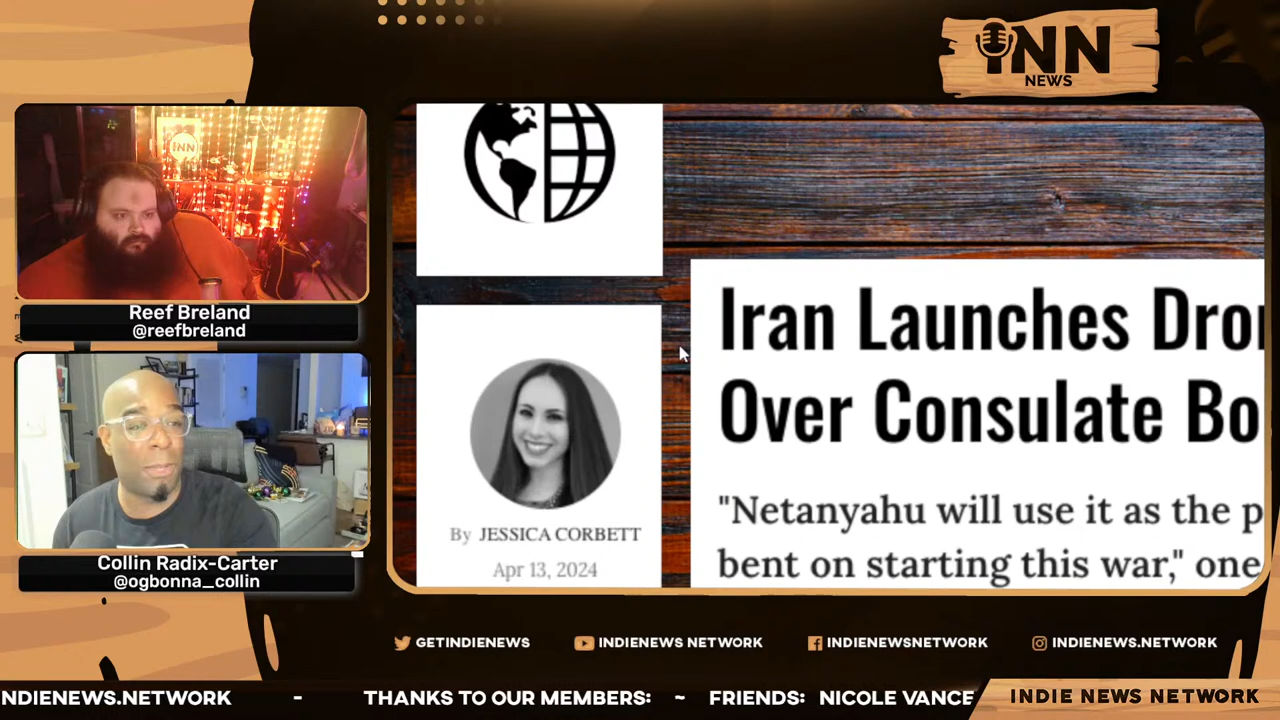 iNN
NEWS
iNN
Reef Breland
@reefbreland
Collin Radix-Carter
@ogbonna_collin
Iran Launches Dron
Over Consulate Bo
"Netanyahu will use it as the p
bent on starting this war," one
By JESSICA CORBETT
Apr 13, 2024
GETINDIENEWS
INDIENEWS NETWORK
INDIENEWSNETWORK
INDIENEWS.NETWORK
NDIENEWS.NETWORK - THANKS TO OUR MEMBERS: ~ FRIENDS: NICOLE VANCE
INDIE NEWS NETWORK